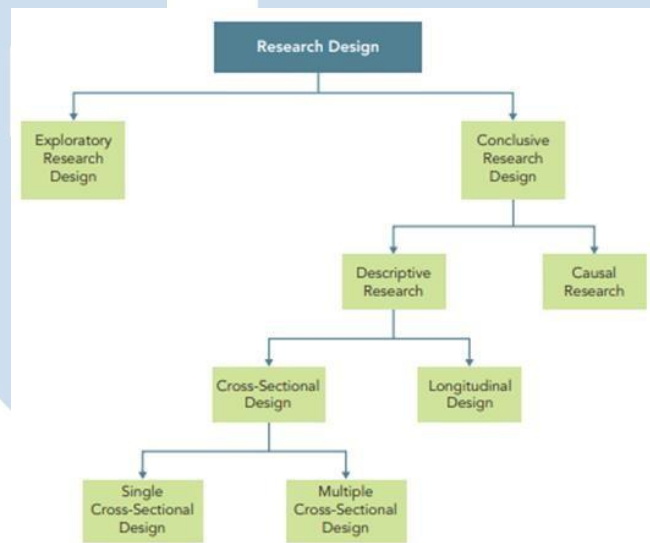 Research Design
Exploratory
Research
Design
Conclusive
Research
Design
Descriptive
Research
Causal
Research
Cross-Sectional
Design
Longitudinal
Design
Single
Cross-Sectional
Design
Multiple
Cross-Sectional
Design